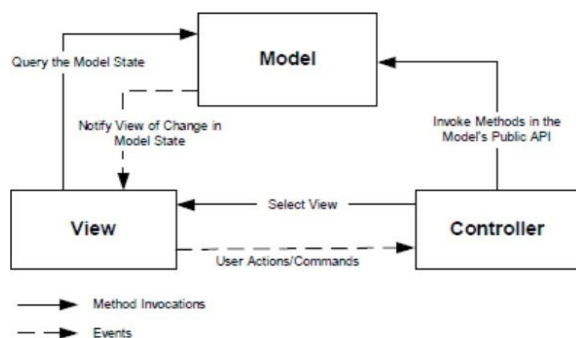 Model
Query the Model State
Notify View of Change in
Model State
Invoke Methods in the
Model's Public API
View
Select View
Controller
User Actions/Commands
Method Invocations
Events